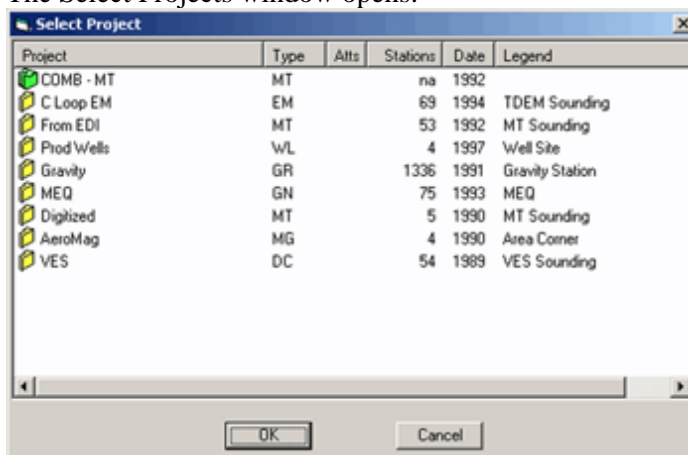 The Select Projects window opens.
Select Project
Project Type Atts Stations Date Legend
COMB - MT MT na 1992
C Loop EM EM 69 1994 TDEM Sounding
From EDI MT 53 1992 MT Sounding
Prod Wells WL 4 1997 Well Site
Gravity GR 1336 1991 Gravity Station
MEQ GN 75 1993 MEQ
Digitized MT 5 1990 MT Sounding
AeroMag MG 4 1990 Area Corner
VES DC 54 1989 VES Sounding
OK Cancel